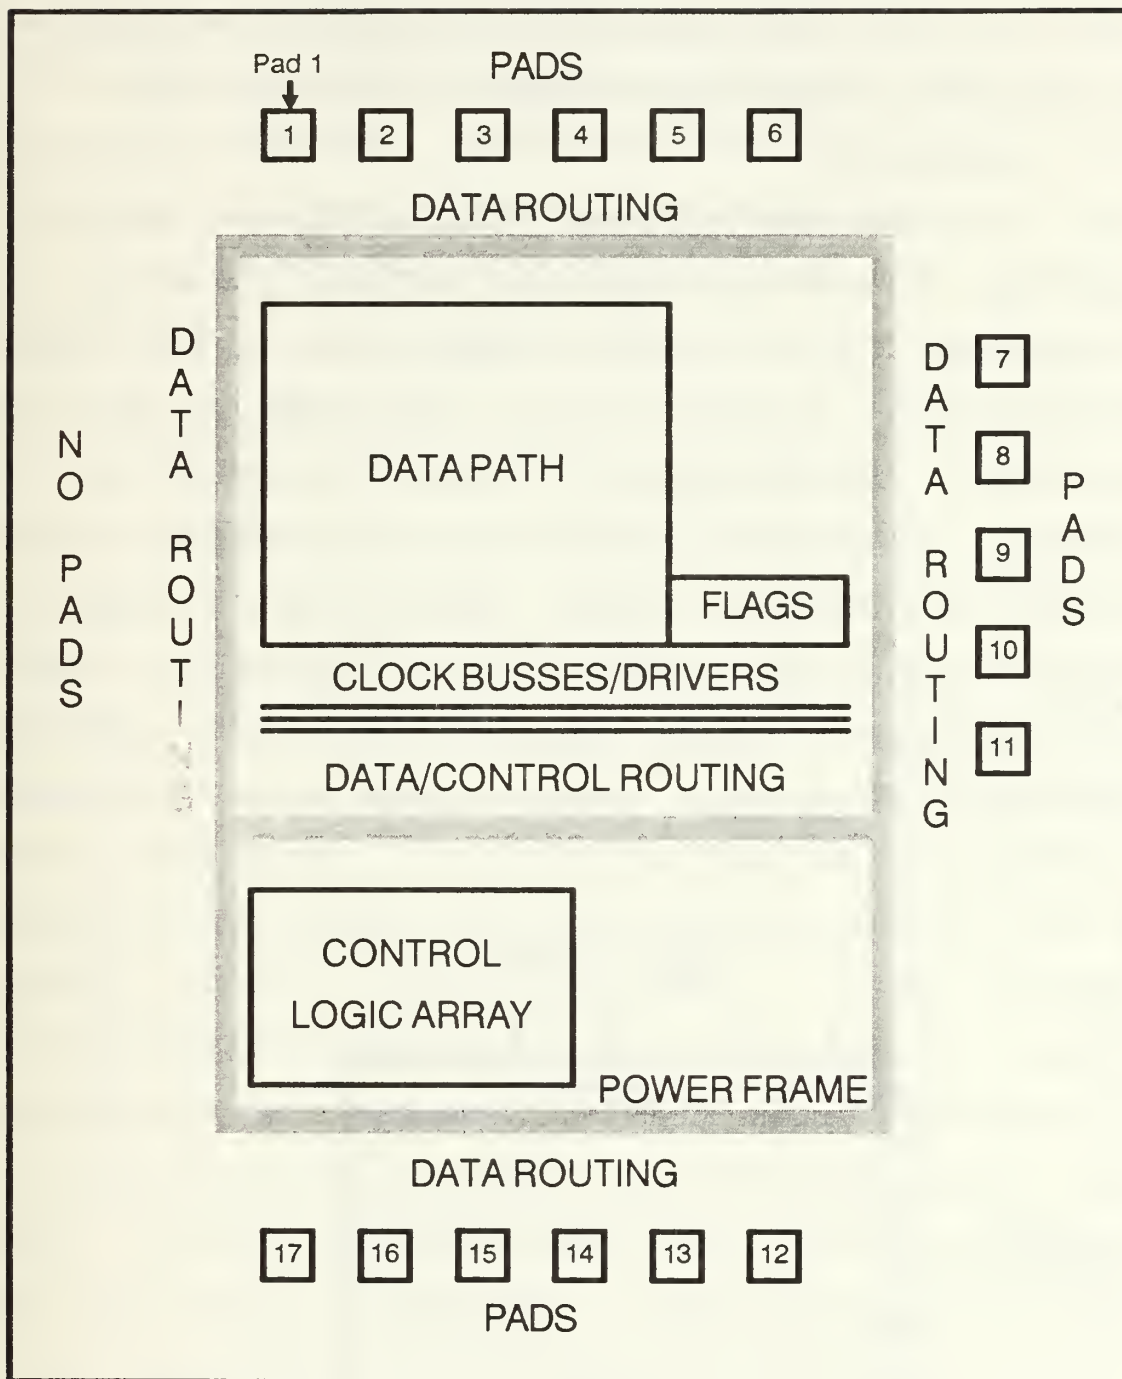 Pad 1
PADS
1 2 3 4 5 6
DATA ROUTING
NO PADS
DATA
DATA PATH
FLAGS
CLOCK BUSSES/DRIVERS
DATA/CONTROL ROUTING
DATA ROUTING
7
8
9
10
11
PADS
CONTROL
LOGIC ARRAY
POWER FRAME
DATA ROUTING
17 16 15 14 13 12
PADS